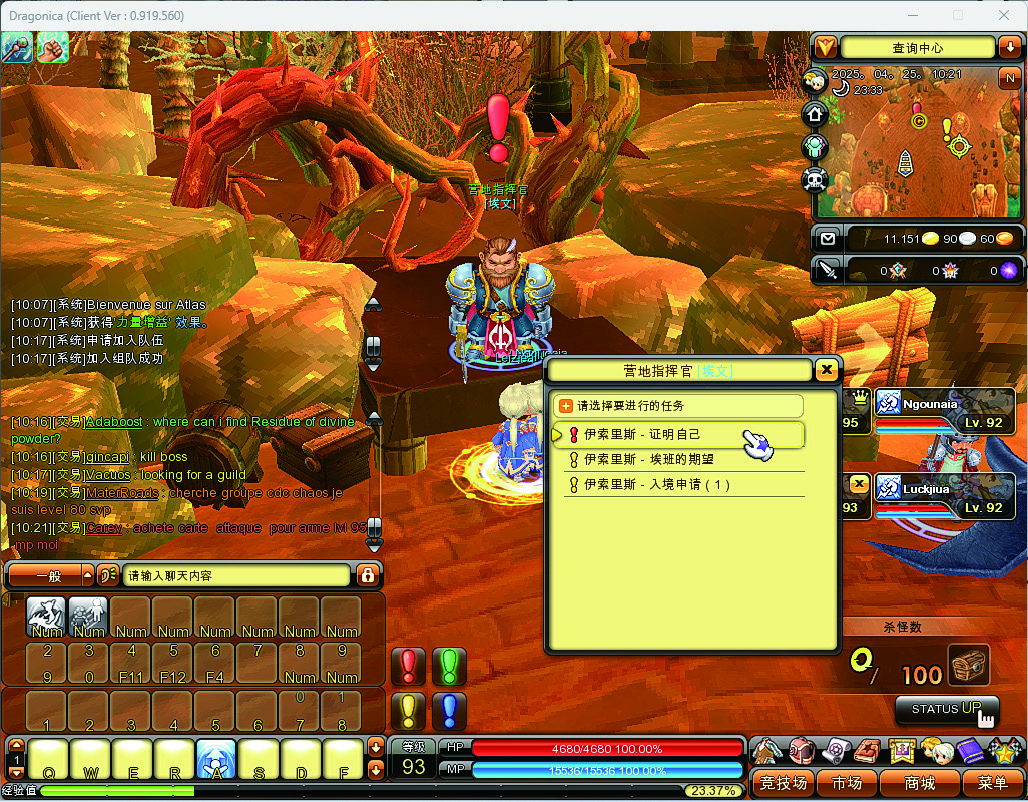 Dragonica (Client Ver : 0.919.560)
查询中心
2025。 04。 25。 10:21
23:33
N
营地指挥官
[埃文]
11.151 90 60
0 0 0
[10:07][系统]Bienvenue sur Atlas
[10:07][系统]获得'力量增益' 效果。
[10:17][系统]申请加入队伍
[10:17][系统]加入组队成功
营地指挥官 [埃文]
请选择要进行的任务
伊索里斯 - 证明自己
伊索里斯 - 埃班的期望
伊索里斯 - 入境申请 ( 1 )
95
Ngounaia
Lv. 92
93
Luckjiua
Lv. 92
[10:16][交易]Adaboost : where can i find Residue of divine
powder?
[10:16][交易]gincapi : kill boss
[10:17][交易]Vacuos : looking for a guild
[10:19][交易]MaterRoads : cherche groupe cdc chaos je
suis level 80 svp
[10:21][交易]Carey : achete carte attaque pour arme lvl 95
mp moi
一般
请输入聊天内容
Num Num Num Num Num Num Num Num
2 3 4 5 6 7 8 9
9 0 F11 F12 F4 Num Num
0 1
1 2 3 4 5 6 7 8
杀怪数
0/ 100
STATUS UP
1
Q W E R A S D F
等级
93
HP
4680/4680 100.00%
MP
15536/15536 100.00%
竞技场
市场
商城
菜单
经验值
23.37%